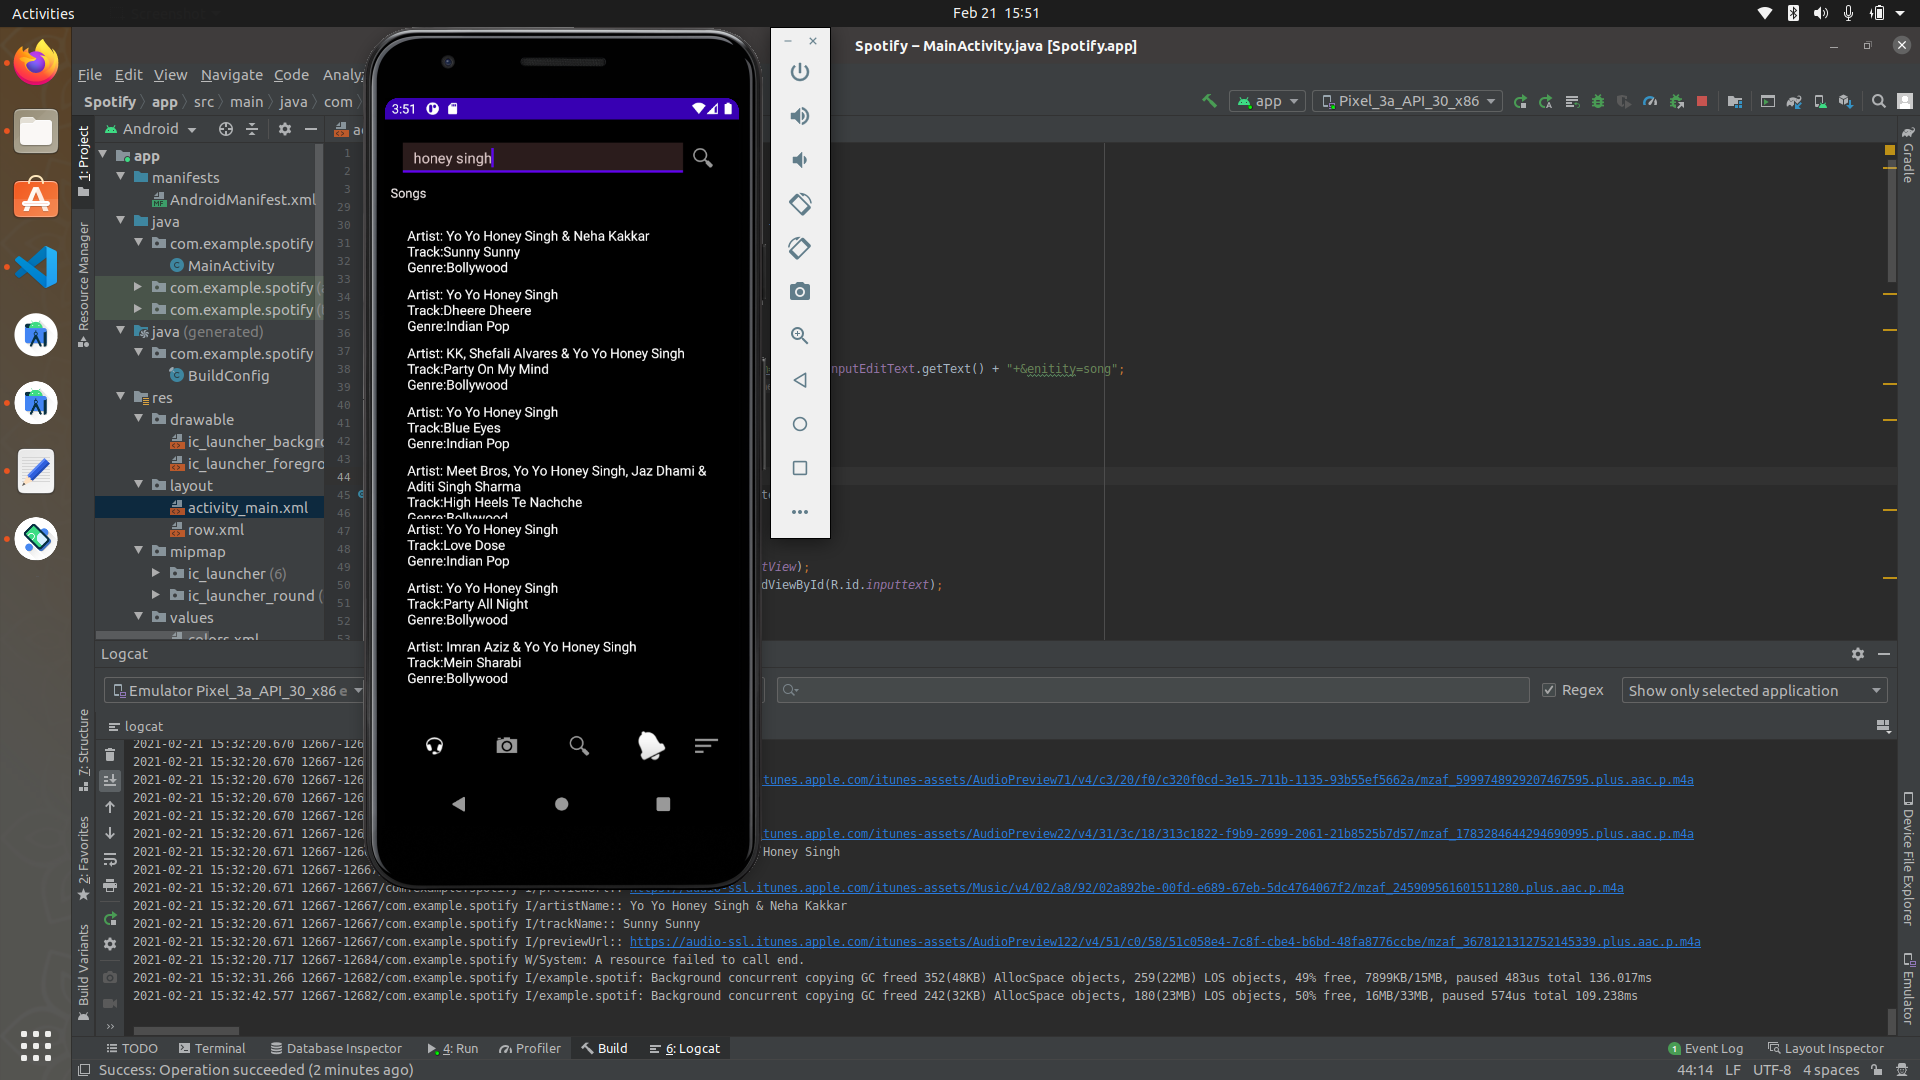 Activities
Feb 21 15:51
Spotify – MainActivity.java [Spotify.app]
File Edit View Navigate Code Analyz
Spotify app src main java com
app
Pixel_3a_API_30_x86
Android
1: Project
Resource Manager
7: Structure
2: Favorites
Build Variants
Gradle
Device File Explorer
Emulator
app
manifests
AndroidManifest.xml
java
com.example.spotify
MainActivity
com.example.spotify
com.example.spotify
java (generated)
com.example.spotify
BuildConfig
res
drawable
ic_launcher_backgro
ic_launcher_foregro
layout
activity_main.xml
row.xml
mipmap
ic_launcher (6)
ic_launcher_round
values
colors.xml
1
2
3
29
30
31
32
33
34
35
36
37
38
39
40
41
42
43
44
45
46
47
48
49
50
51
52
53
nputEditText.getText() + "+&enitity=song";
tView);
dViewById(R.id.inputtext);
3:51
honey singh
Songs
Artist: Yo Yo Honey Singh & Neha Kakkar
Track:Sunny Sunny
Genre:Bollywood
Artist: Yo Yo Honey Singh
Track:Dheere Dheere
Genre:Indian Pop
Artist: KK, Shefali Alvares & Yo Yo Honey Singh
Track:Party On My Mind
Genre:Bollywood
Artist: Yo Yo Honey Singh
Track:Blue Eyes
Genre:Indian Pop
Artist: Meet Bros, Yo Yo Honey Singh, Jaz Dhami &
Aditi Singh Sharma
Track:High Heels Te Nachche
Genre:Bollywood
Artist: Yo Yo Honey Singh
Track:Love Dose
Genre:Indian Pop
Artist: Yo Yo Honey Singh
Track:Party All Night
Genre:Bollywood
Artist: Imran Aziz & Yo Yo Honey Singh
Track:Mein Sharabi
Genre:Bollywood
Logcat
Emulator Pixel_3a_API_30_x86 e
Regex
Show only selected application
logcat
2021-02-21 15:32:20.670 12667-126
2021-02-21 15:32:20.670 12667-126
2021-02-21 15:32:20.670 12667-126 tunes.apple.com/itunes-assets/AudioPreview71/v4/c3/20/f0/c320f0cd-3e15-711b-1135-93b55ef5662a/mzaf_5999748929207467595.plus.aac.p.m4a
2021-02-21 15:32:20.670 12667-126
2021-02-21 15:32:20.670 12667-126
2021-02-21 15:32:20.671 12667-126 tunes.apple.com/itunes-assets/AudioPreview22/v4/31/3c/18/313c1822-f9b9-2699-2061-21b8525b7d57/mzaf_1783284644294690995.plus.aac.p.m4a
2021-02-21 15:32:20.671 12667-126 Honey Singh
2021-02-21 15:32:20.671 12667-126
2021-02-21 15:32:20.671 12667-12667/com.example.spotify I/previewUrl:: https://audio-ssl.itunes.apple.com/itunes-assets/Music/v4/02/a8/92/02a892be-00fd-e689-67eb-5dc4764067f2/mzaf_245909561601511280.plus.aac.p.m4a
2021-02-21 15:32:20.671 12667-12667/com.example.spotify I/artistName:: Yo Yo Honey Singh & Neha Kakkar
2021-02-21 15:32:20.671 12667-12667/com.example.spotify I/trackName:: Sunny Sunny
2021-02-21 15:32:20.671 12667-12667/com.example.spotify I/previewUrl:: https://audio-ssl.itunes.apple.com/itunes-assets/AudioPreview122/v4/51/c0/58/51c058e4-7c8f-cbe4-b6bd-48fa8776ccbe/mzaf_3678121312752145339.plus.aac.p.m4a
2021-02-21 15:32:20.717 12667-12684/com.example.spotify W/System: A resource failed to call end.
2021-02-21 15:32:31.266 12667-12682/com.example.spotify I/example.spotif: Background concurrent copying GC freed 352(48KB) AllocSpace objects, 259(22MB) LOS objects, 49% free, 7899KB/15MB, paused 483us total 136.017ms
2021-02-21 15:32:42.577 12667-12682/com.example.spotify I/example.spotif: Background concurrent copying GC freed 242(32KB) AllocSpace objects, 180(23MB) LOS objects, 50% free, 16MB/33MB, paused 574us total 109.238ms
TODO Terminal Database Inspector 4: Run Profiler Build 6: Logcat
1 Event Log Layout Inspector
Success: Operation succeeded (2 minutes ago)
44:14 LF UTF-8 4 spaces